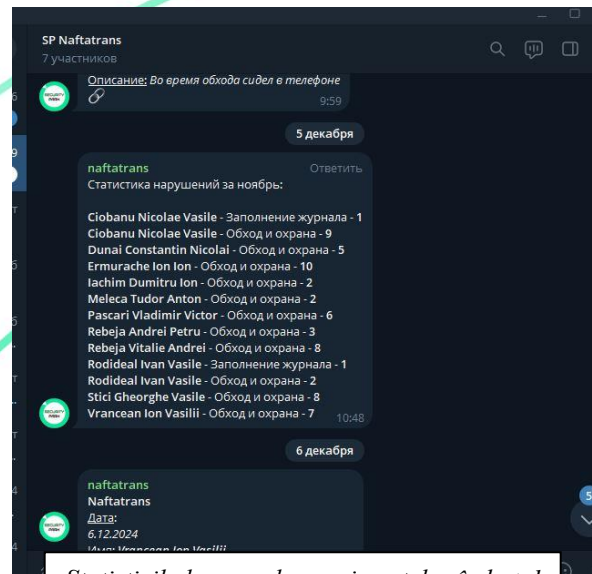 SP Naftatrans
7 участников
Описание: Во время обхода сидел в телефоне
9:59
5 декабря
naftatrans
Ответить
Статистика нарушений за ноябрь:
Ciobanu Nicolae Vasile - Заполнение журнала - 1
Ciobanu Nicolae Vasile - Обход и охрана - 9
Dunai Constantin Nicolai - Обход и охрана - 5
Ermurache Ion Ion - Обход и охрана - 10
Iachim Dumitru Ion - Обход и охрана - 2
Meleca Tudor Anton - Обход и охрана - 2
Pascari Vladimir Victor - Обход и охрана - 6
Rebeja Andrei Petru - Обход и охрана - 3
Rebeja Vitalie Andrei - Обход и охрана - 8
Rodideal Ivan Vasile - Заполнение журнала - 1
Rodideal Ivan Vasile - Обход и охрана - 2
Stici Gheorghe Vasile - Обход и охрана - 8
Vrancean Ion Vasilii - Обход и охрана - 7
10:48
6 декабря
naftatrans
Naftatrans
Дата:
6.12.2024
Имя: Vrancean Ion Vasilii
5